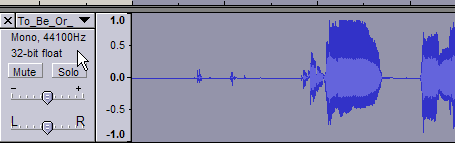 To_Be_Or_
Mono, 44100Hz
32-bit float
Mute Solo
- +
L R
1.0
0.5
0.0
-0.5
-1.0